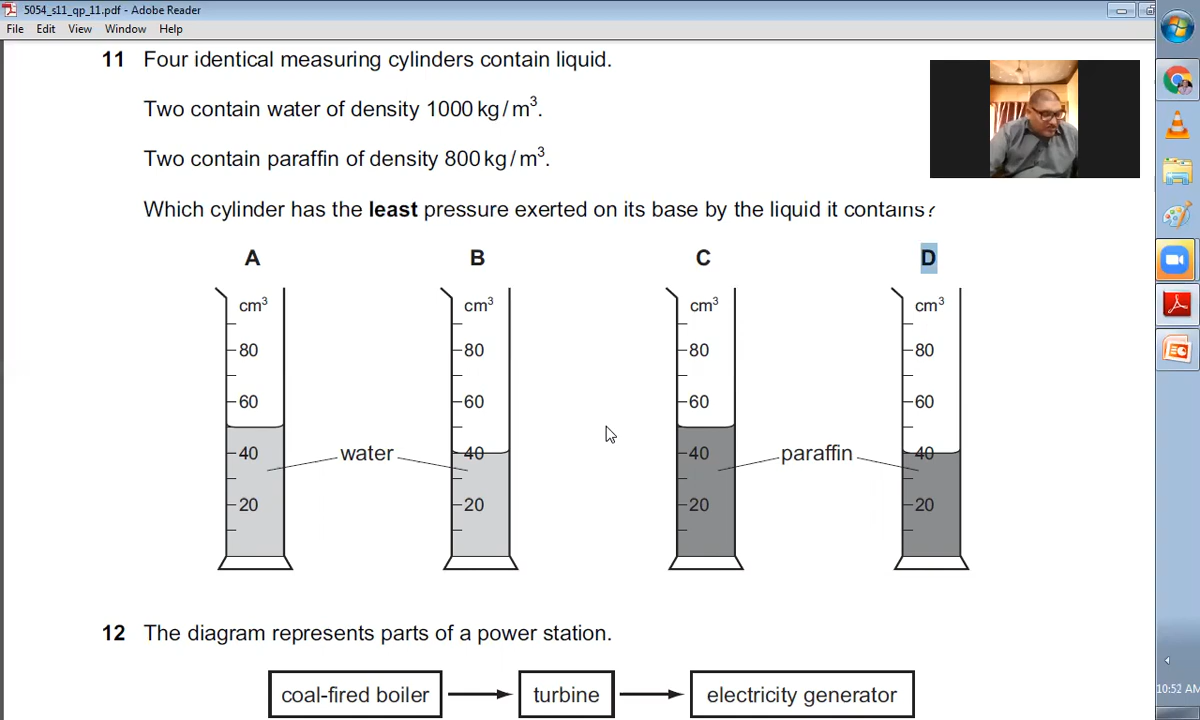 5054_s11_qp_11.pdf - Adobe Reader
File Edit View Window Help
11 Four identical measuring cylinders contain liquid.
Two contain water of density 1000 kg/m³.
Two contain paraffin of density 800 kg/m³.
Which cylinder has the least pressure exerted on its base by the liquid it contains?
A B C D
cm³ cm³ cm³ cm³
80 80 80 80
60 60 60 60
40 water 40 40 paraffin 40
20 20 20 20
12 The diagram represents parts of a power station.
coal-fired boiler turbine electricity generator
10:52 AM